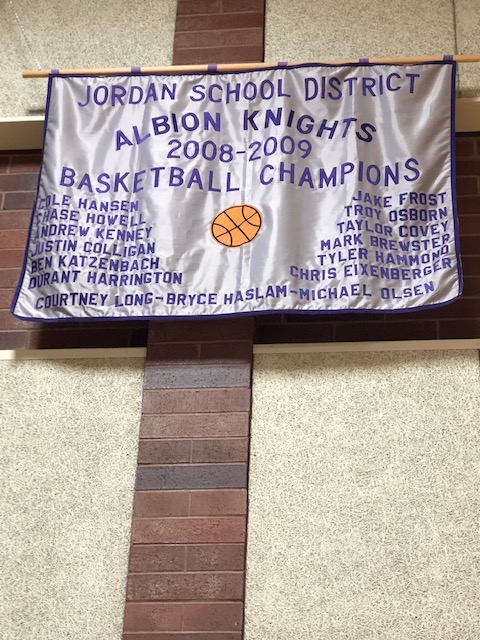 JORDAN SCHOOL DISTRICT
ALBION KNIGHTS
2008-2009
BASKETBALL CHAMPIONS
COLE HANSEN
CHASE HOWELL
ANDREW KENNEY
JUSTIN COLLIGAN
BEN KATZENBACH
DURANT HARRINGTON
JAKE FROST
TROY OSBORN
TAYLOR COVEY
MARK BREWSTER
TYLER HAMMOND
CHRIS EIXENBERGER
COURTNEY LONG-BRYCE HASLAM-MICHAEL OLSEN